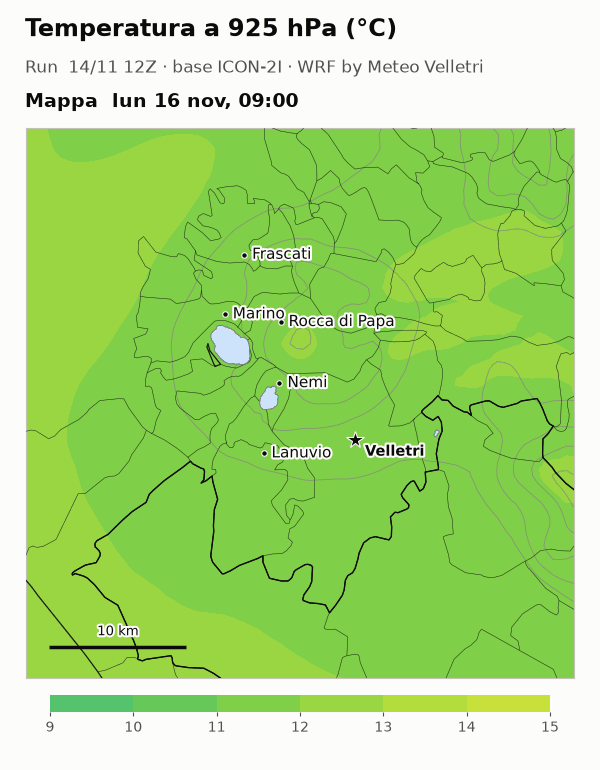 Temperatura a 925 hPa (°C)
Run  14/11 12Z · base ICON-2I · WRF by Meteo Velletri
Mappa  lun 16 nov, 09:00
Frascati
Marino
Rocca di Papa
Nemi
Velletri
Lanuvio
10 km
9 10 11 12 13 14 15